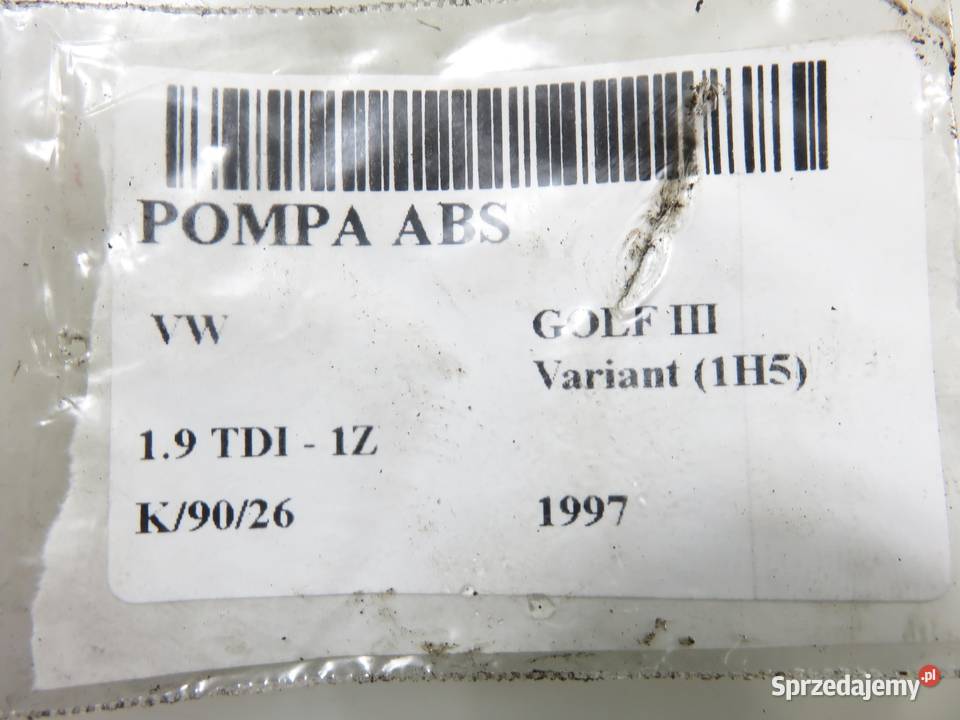 POMPA ABS
VW GOLF III
Variant (1H5)
1.9 TDI - 1Z
K/90/26 1997
Sprzedajemy.pl